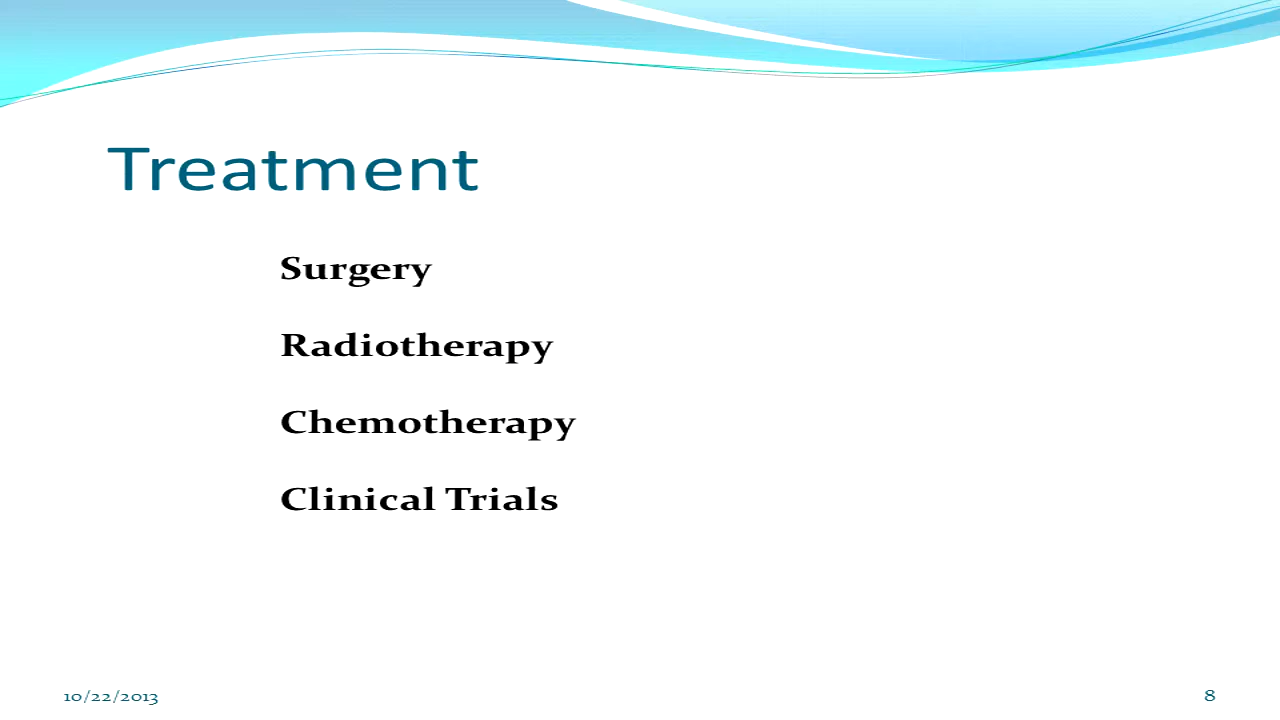 Treatment
Surgery
Radiotherapy
Chemotherapy
Clinical Trials
10/22/2013
8